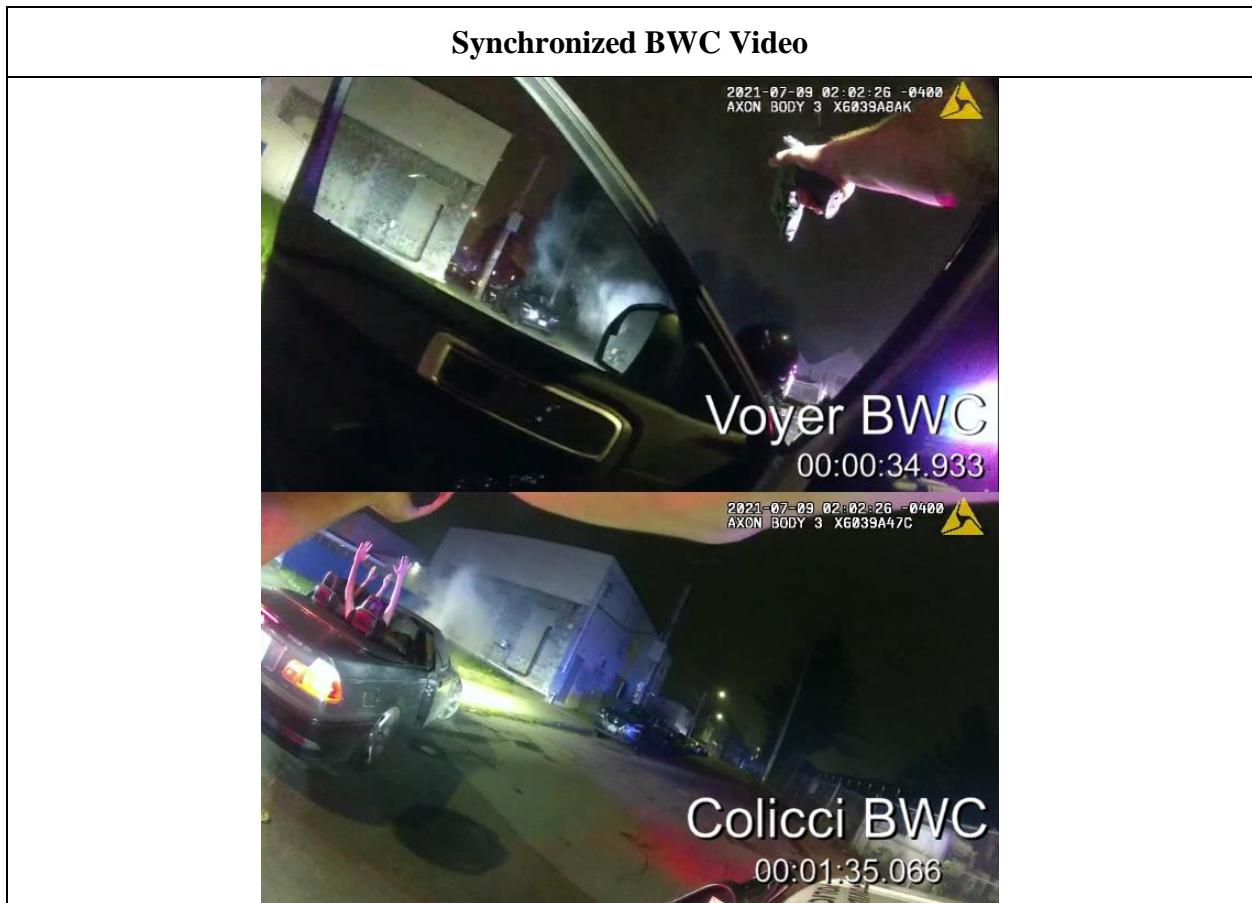 Synchronized BWC Video
2021-07-09 02:02:26 -0400
AXON BODY 3 X6039A8AK
Voyer BWC
00:00:34.933
2021-07-09 02:02:26 -0400
AXON BODY 3 X6039A47C
Colicci BWC
00:01:35.066